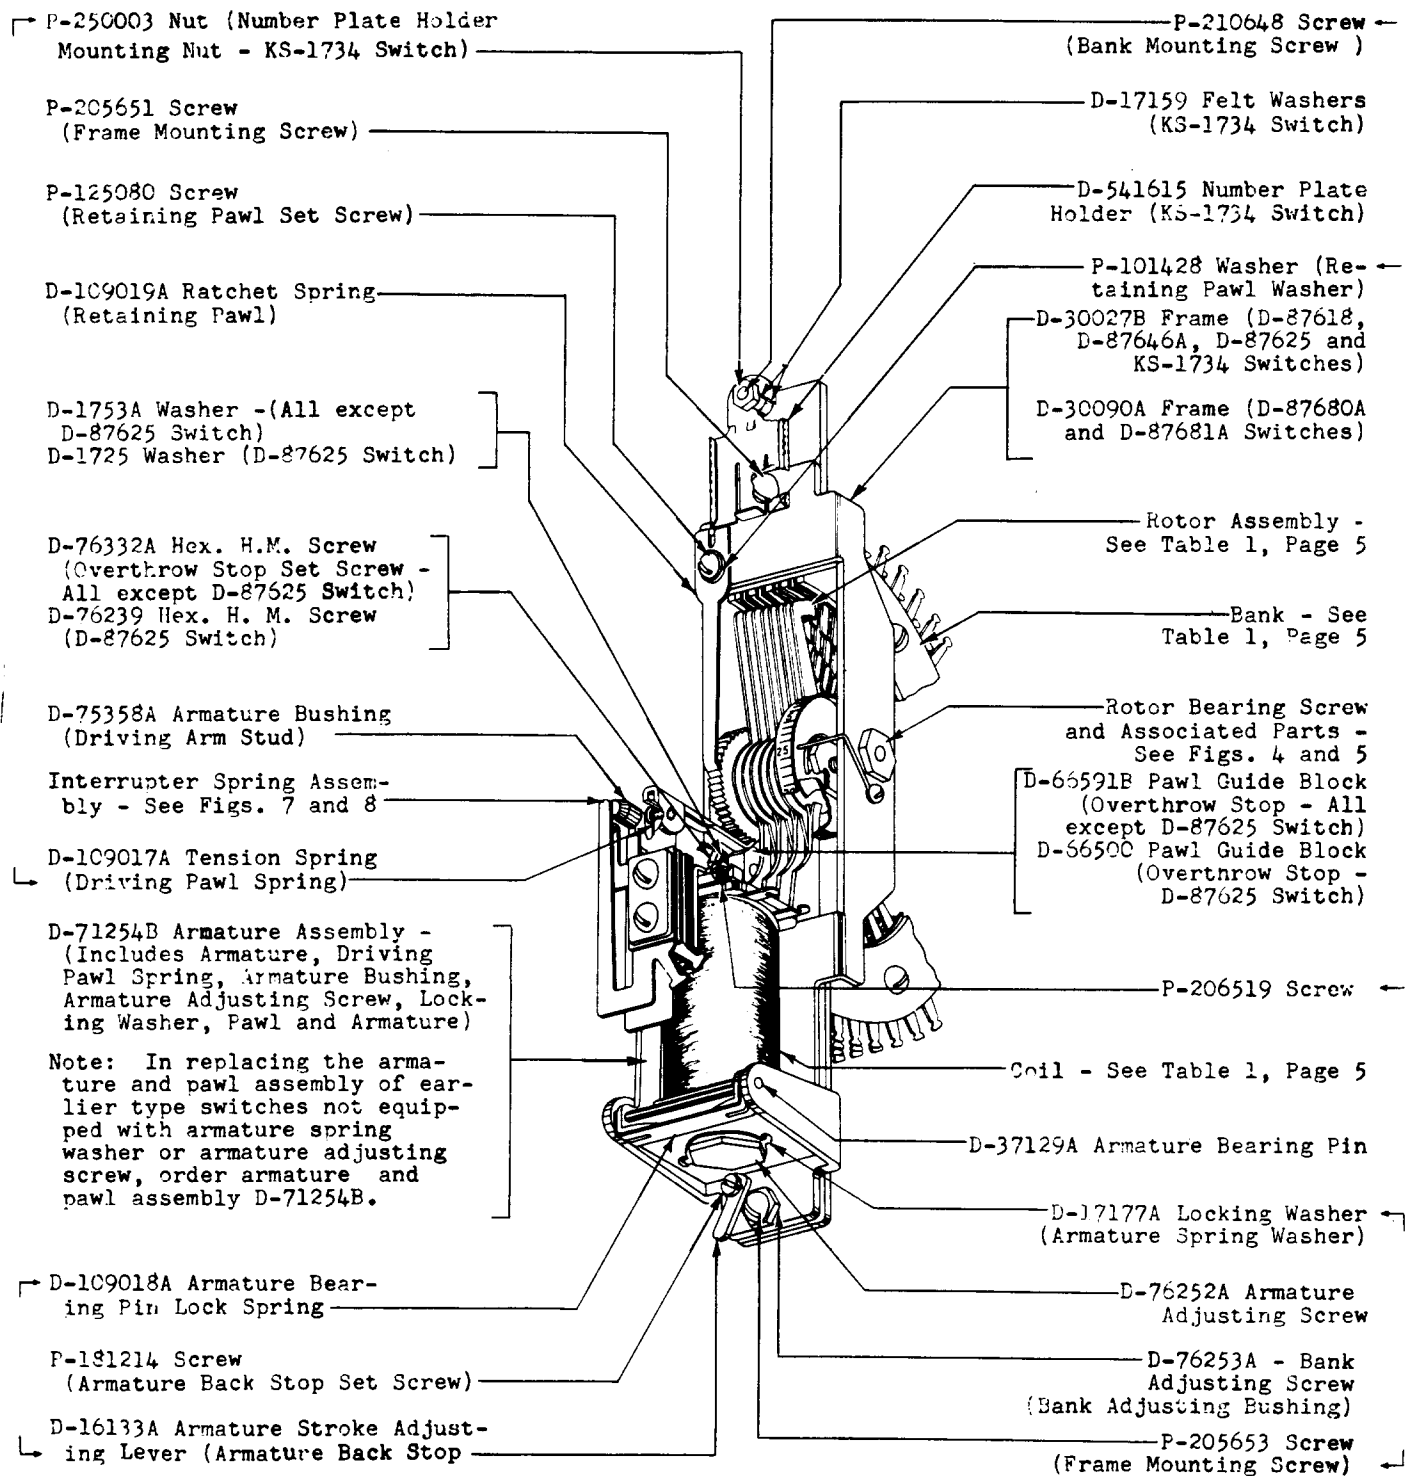 P-250003 Nut (Number Plate Holder
Mounting Nut - KS-1734 Switch)
P-205651 Screw
(Frame Mounting Screw)
P-125080 Screw
(Retaining Pawl Set Screw)
D-109019A Ratchet Spring
(Retaining Pawl)
D-1753A Washer -(All except
D-87625 Switch)
D-1725 Washer (D-87625 Switch)
D-76332A Hex. H.M. Screw
(Overthrow Stop Set Screw -
All except D-87625 Switch)
D-76239 Hex. H. M. Screw
(D-87625 Switch)
D-75358A Armature Bushing
(Driving Arm Stud)
Interrupter Spring Assem-
bly - See Figs. 7 and 8
D-109017A Tension Spring
(Driving Pawl Spring)
D-71254B Armature Assembly -
(Includes Armature, Driving
Pawl Spring, Armature Bushing,
Armature Adjusting Screw, Lock-
ing Washer, Pawl and Armature)
Note: In replacing the arma-
ture and pawl assembly of ear-
lier type switches not equip-
ped with armature spring
washer or armature adjusting
screw, order armature and
pawl assembly D-71254B.
D-109018A Armature Bear-
ing Pin Lock Spring
P-181214 Screw
(Armature Back Stop Set Screw)
D-16133A Armature Stroke Adjust-
ing Lever (Armature Back Stop
P-210648 Screw
(Bank Mounting Screw )
D-17159 Felt Washers
(KS-1734 Switch)
D-541615 Number Plate
Holder (KS-1734 Switch)
P-101428 Washer (Re-
taining Pawl Washer)
D-30027B Frame (D-87618,
D-87646A, D-87625 and
KS-1734 Switches)
D-30090A Frame (D-87680A
and D-87681A Switches)
Rotor Assembly -
See Table 1, Page 5
Bank - See
Table 1, Page 5
Rotor Bearing Screw
and Associated Parts -
See Figs. 4 and 5
D-66591B Pawl Guide Block
(Overthrow Stop - All
except D-87625 Switch)
D-66500 Pawl Guide Block
(Overthrow Stop -
D-87625 Switch)
25
P-206519 Screw
Coil - See Table 1, Page 5
D-37129A Armature Bearing Pin
D-17177A Locking Washer
(Armature Spring Washer)
D-76252A Armature
Adjusting Screw
D-76253A - Bank
Adjusting Screw
(Bank Adjusting Bushing)
P-205653 Screw
(Frame Mounting Screw)